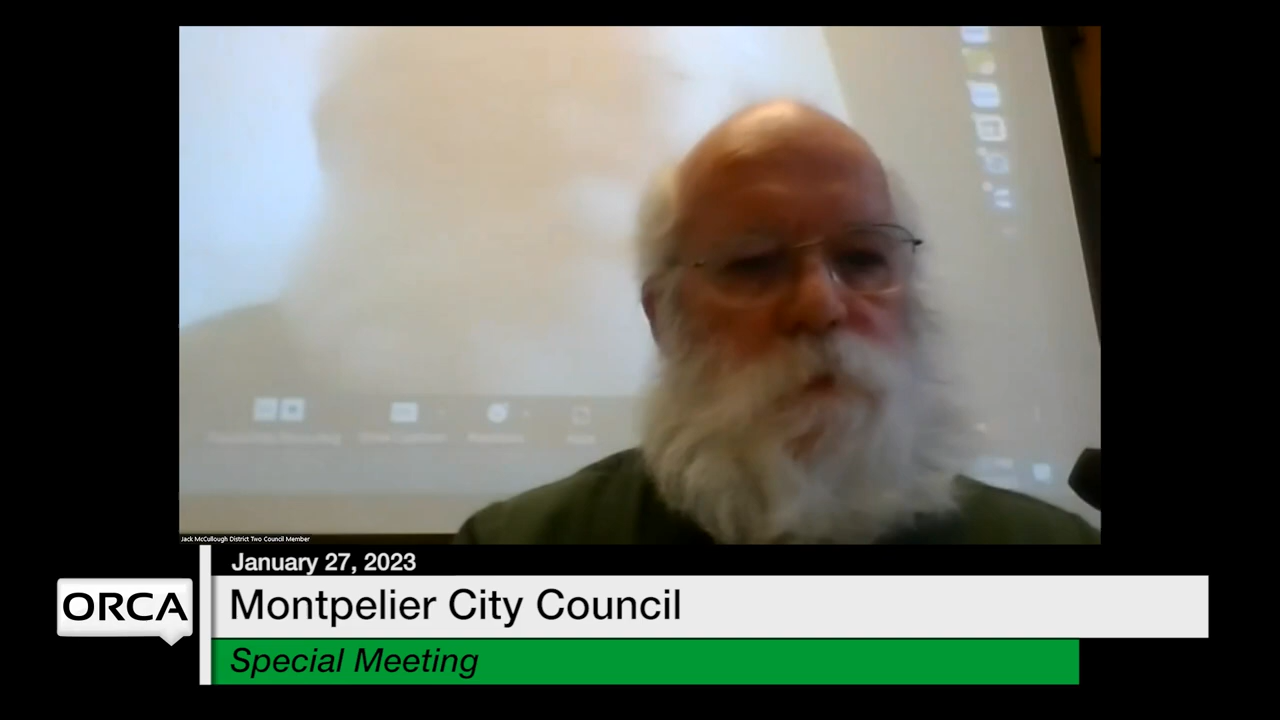 Jack McCullough District Two Council Member
January 27, 2023
ORCA
Montpelier City Council
Special Meeting